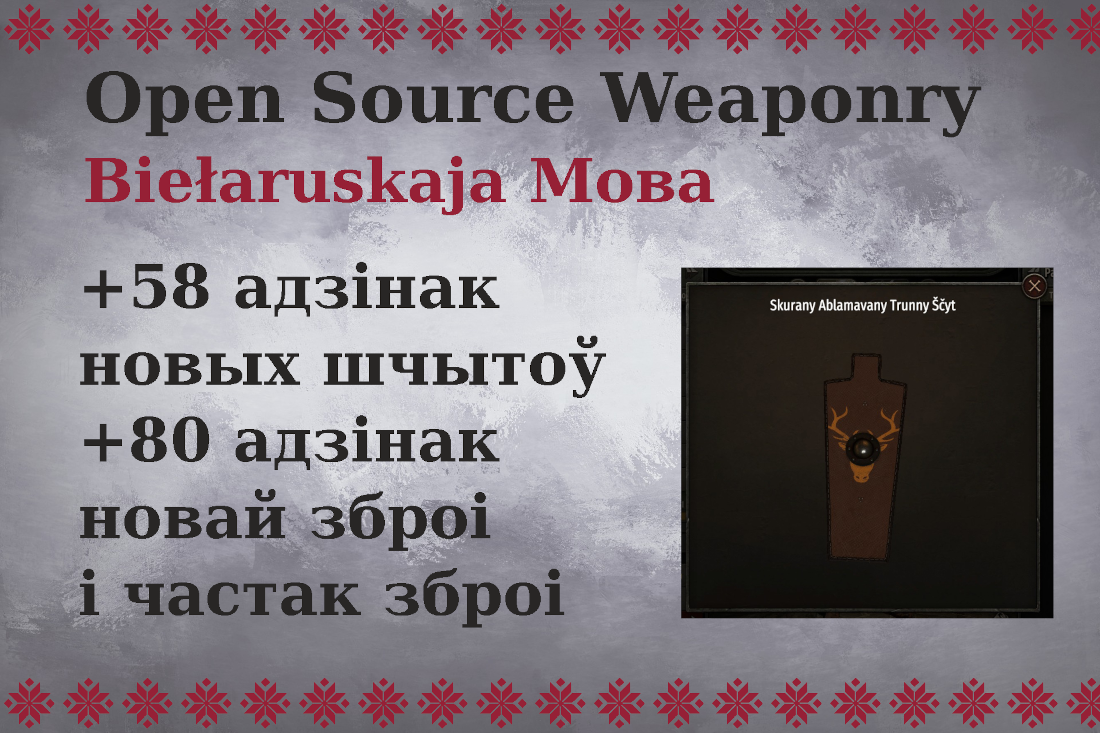 Open Source Weaponry
Biełaruskaja Мова
+58 адзінак
новых шчытоў
+80 адзінак
новай зброі
і частак зброі
Skurany Ablamavany Trunny Ščyt